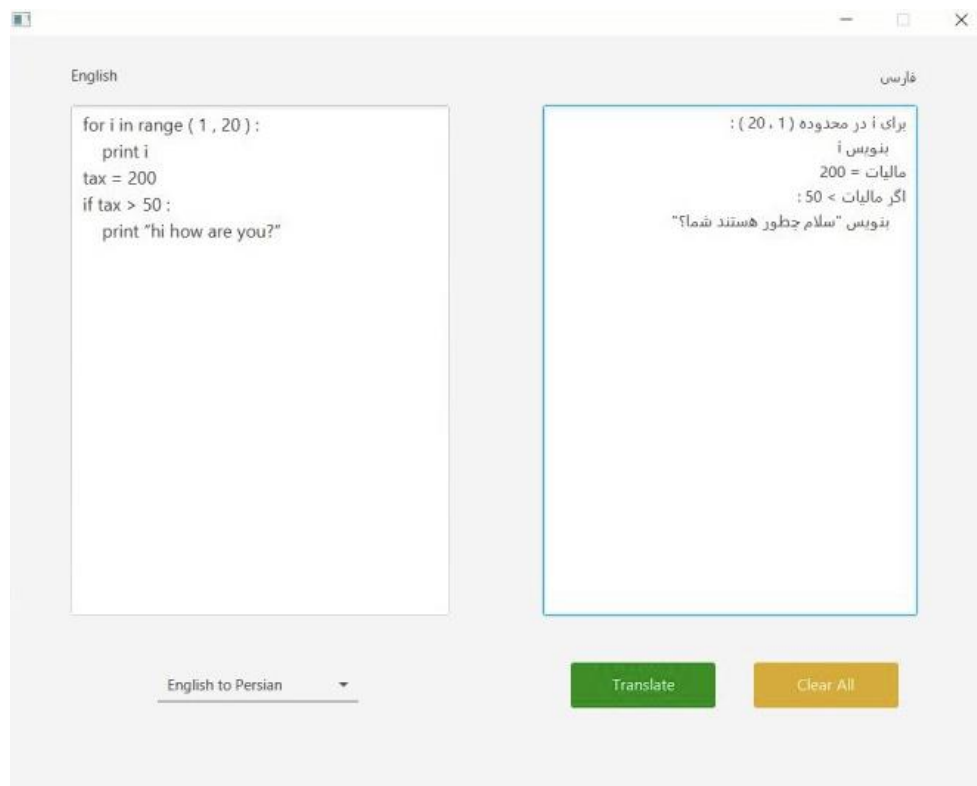 English
for i in range ( 1 , 20 ) :
print i
tax = 200
if tax > 50 :
print "hi how are you?"
فارسی
برای i در محدوده ( 1 ، 20 ) :
بنویس i
مالیات = 200
اگر مالیات > 50 :
بنویس "سلام چطور هستند شما؟"
English to Persian
Translate
Clear All